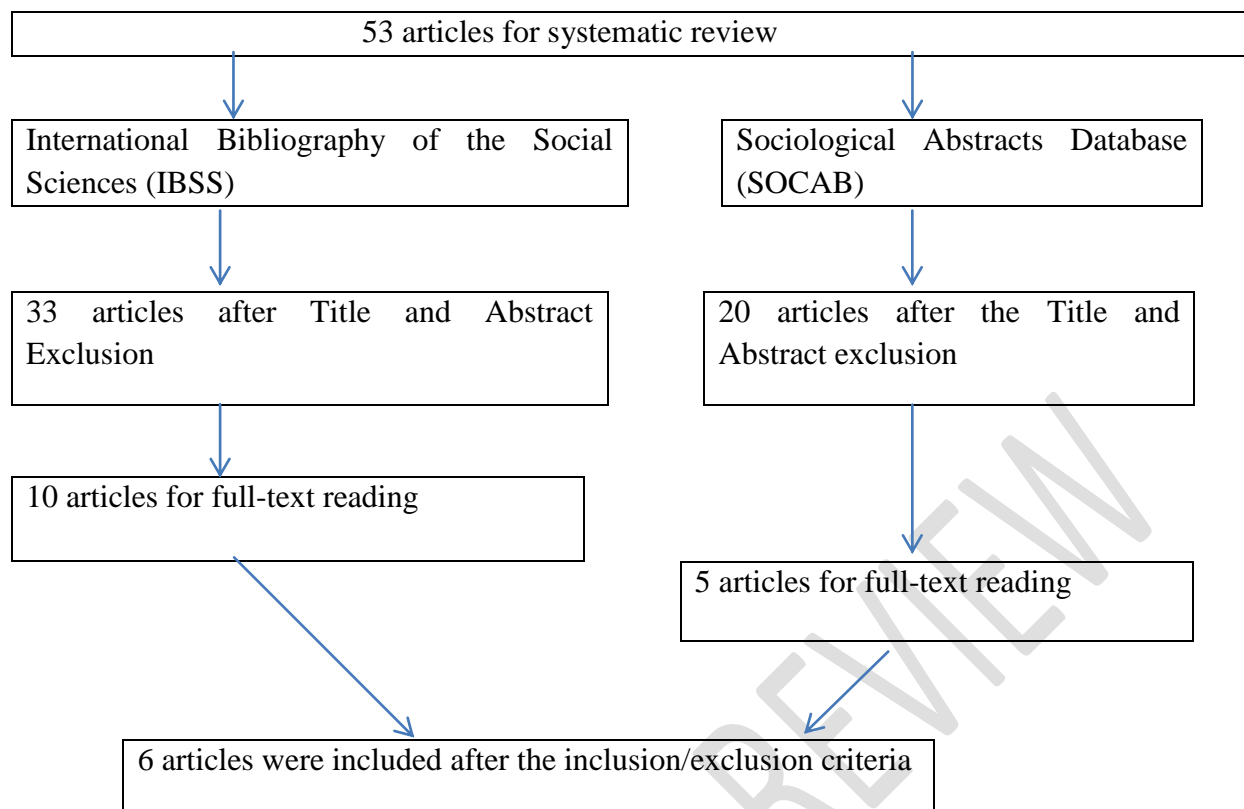 53 articles for systematic review
International Bibliography of the Social
Sciences (IBSS)
Sociological Abstracts Database
(SOCAB)
33 articles after Title and Abstract
Exclusion
20 articles after the Title and
Abstract exclusion
10 articles for full-text reading
5 articles for full-text reading
6 articles were included after the inclusion/exclusion criteria
REVIEW